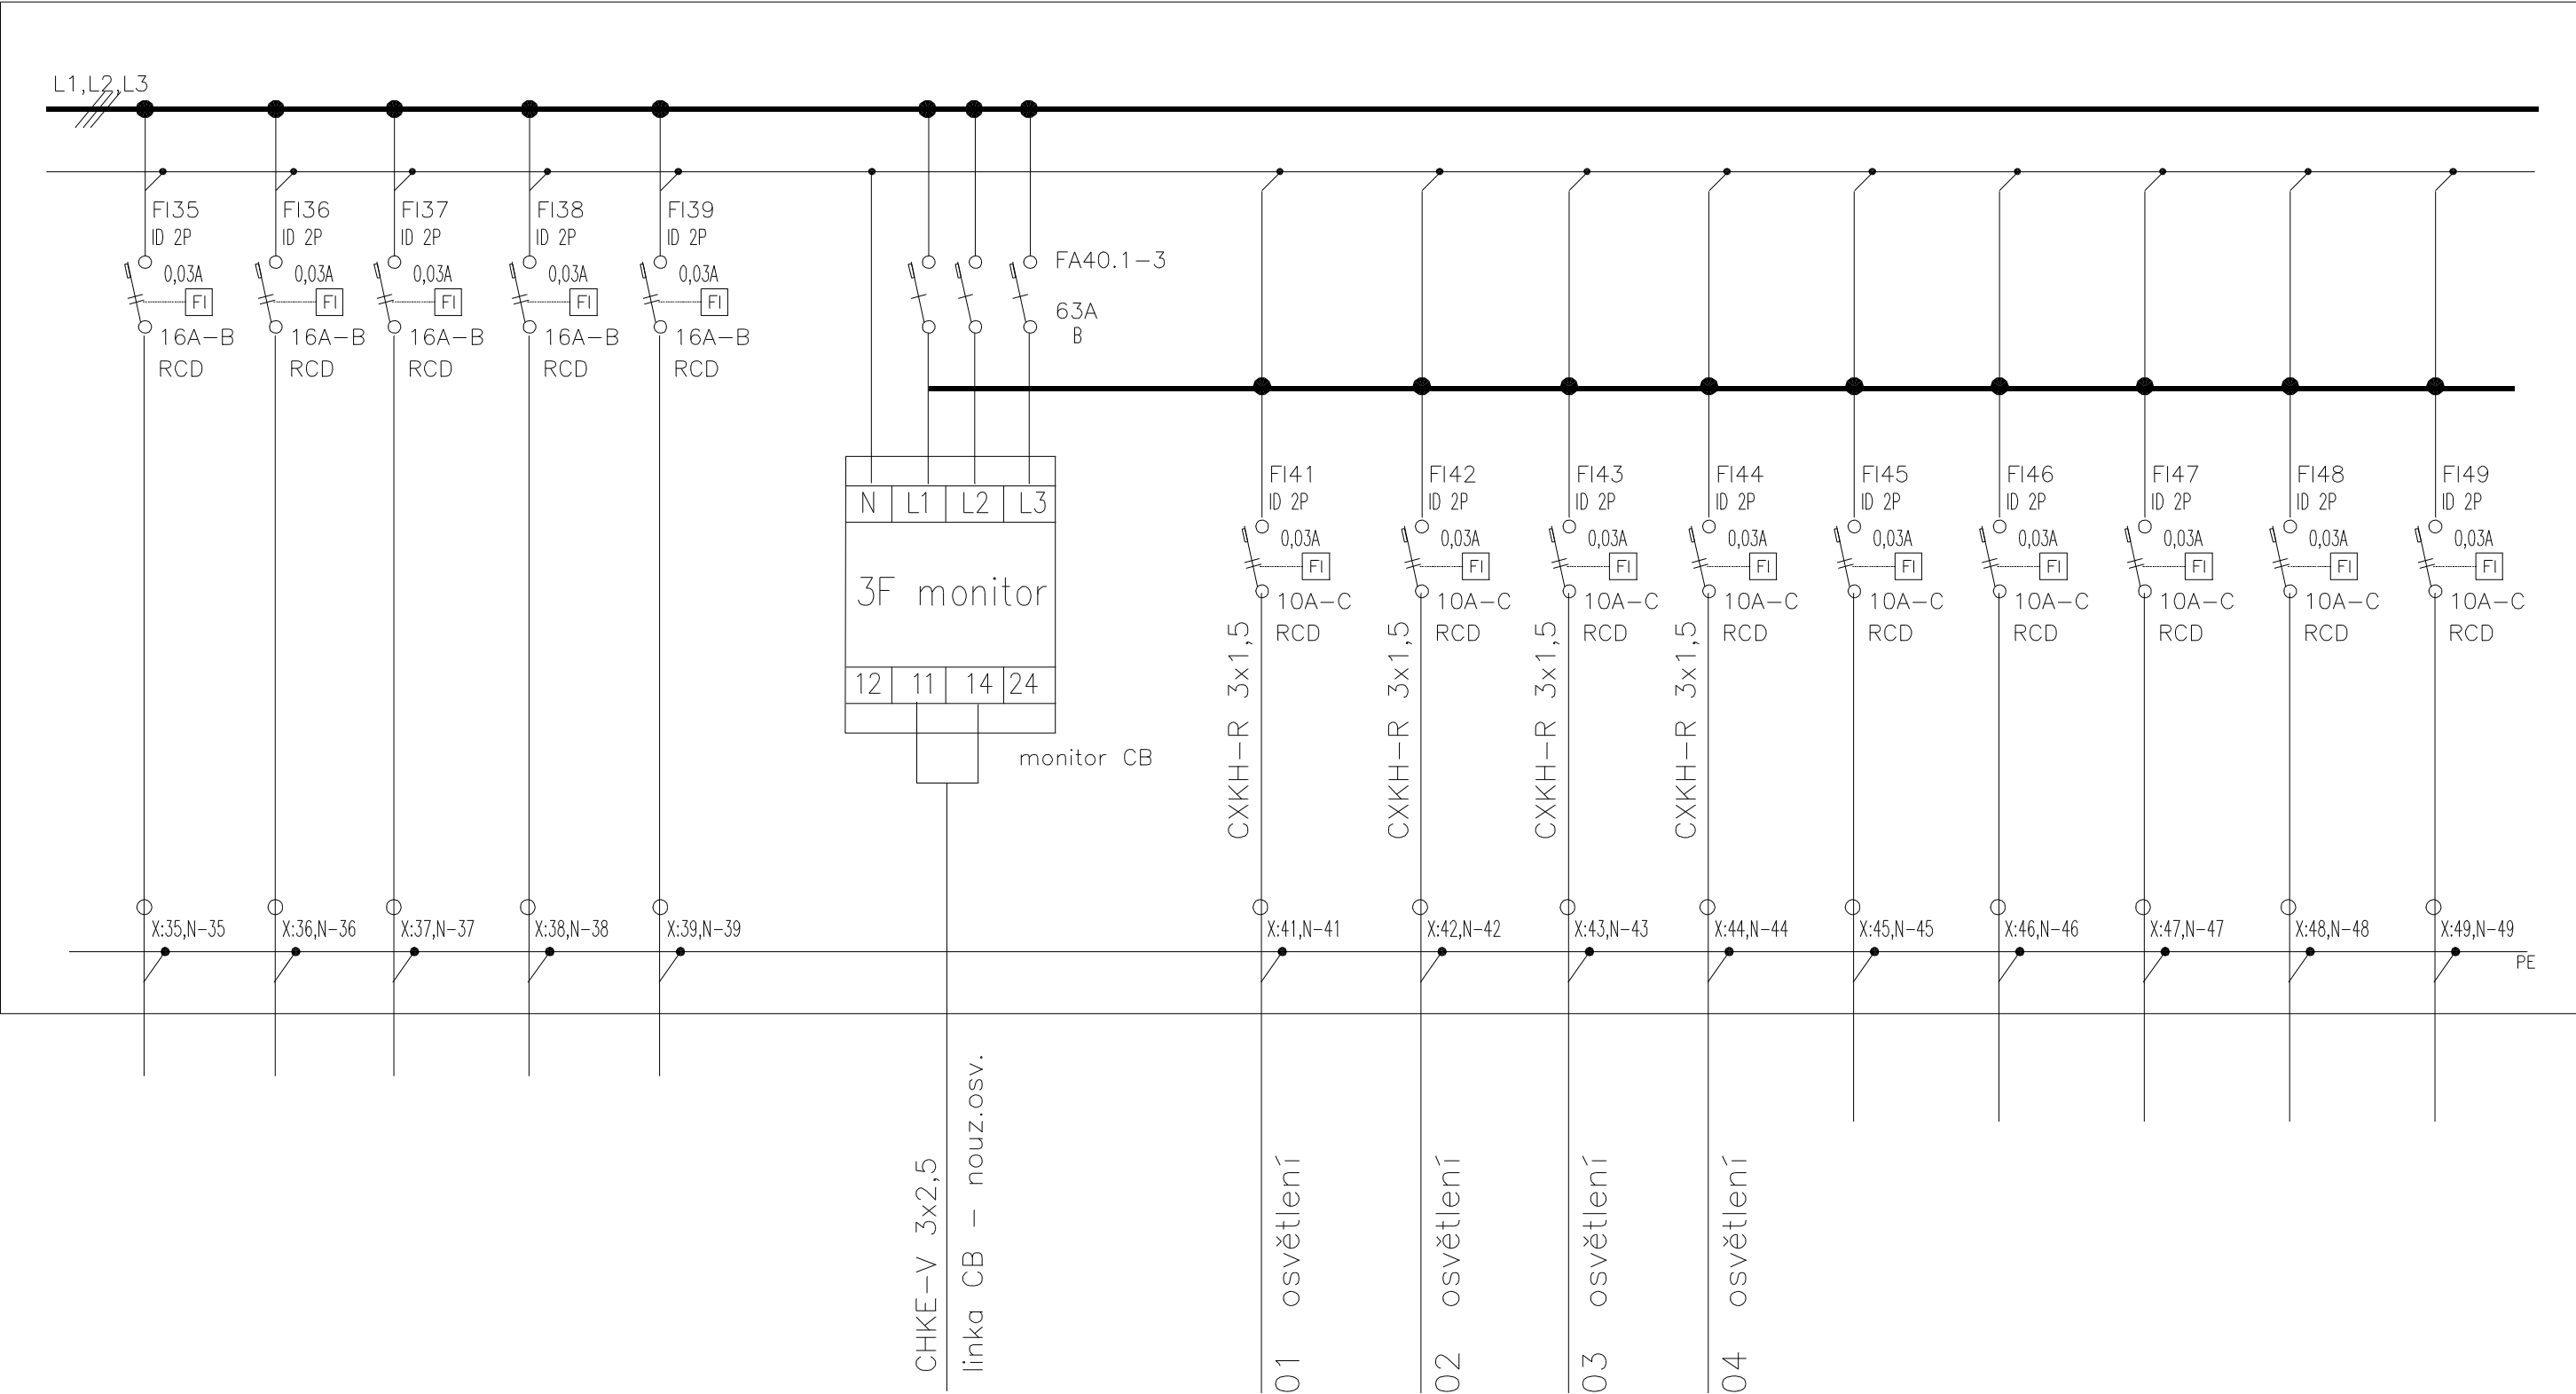 L1,L2,L3
FI35
ID 2P
0,03A
FI
16A-B
RCD
FI36
ID 2P
0,03A
FI
16A-B
RCD
FI37
ID 2P
0,03A
FI
16A-B
RCD
FI38
ID 2P
0,03A
FI
16A-B
RCD
FI39
ID 2P
0,03A
FI
16A-B
RCD
FA40.1-3
63A
B
N L1 L2 L3
3F monitor
12 11 14 24
monitor CB
FI41
ID 2P
0,03A
FI
10A-C
RCD
CXKH-R 3x1,5
FI42
ID 2P
0,03A
FI
10A-C
RCD
CXKH-R 3x1,5
FI43
ID 2P
0,03A
FI
10A-C
RCD
CXKH-R 3x1,5
FI44
ID 2P
0,03A
FI
10A-C
RCD
CXKH-R 3x1,5
FI45
ID 2P
0,03A
FI
10A-C
RCD
FI46
ID 2P
0,03A
FI
10A-C
RCD
FI47
ID 2P
0,03A
FI
10A-C
RCD
FI48
ID 2P
0,03A
FI
10A-C
RCD
FI49
ID 2P
0,03A
FI
10A-C
RCD
X:35,N-35
X:36,N-36
X:37,N-37
X:38,N-38
X:39,N-39
X:41,N-41
X:42,N-42
X:43,N-43
X:44,N-44
X:45,N-45
X:46,N-46
X:47,N-47
X:48,N-48
X:49,N-49
PE
CHKE-V 3x2,5
linka CB - nouz.osv.
01 osvětlení
02 osvětlení
03 osvětlení
04 osvětlení